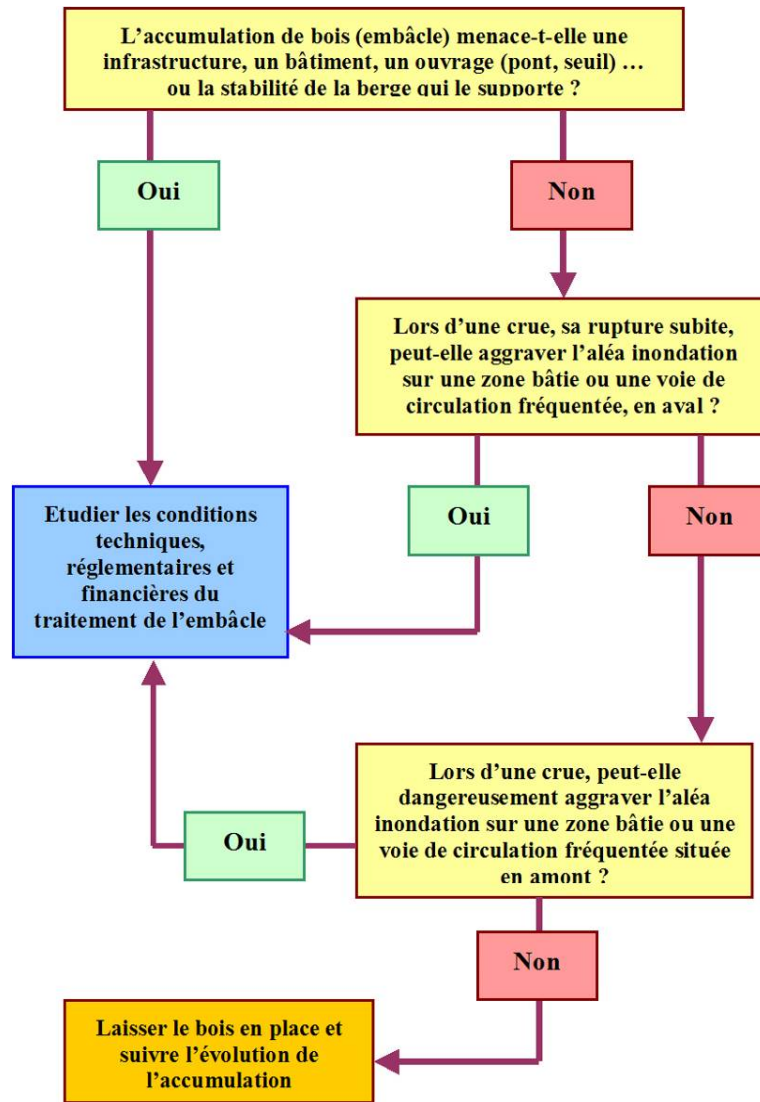 L’accumulation de bois (embâcle) menace-t-elle une
infrastructure, un bâtiment, un ouvrage (pont, seuil) …
ou la stabilité de la berge qui le supporte ?
Oui
Non
Lors d’une crue, sa rupture subite,
peut-elle aggraver l’aléa inondation
sur une zone bâtie ou une voie de
circulation fréquentée, en aval ?
Etudier les conditions
techniques,
réglementaires et
financières du
traitement de l’embâcle
Oui
Non
Lors d’une crue, peut-elle
dangereusement aggraver l’aléa
inondation sur une zone bâtie ou une
voie de circulation fréquentée située
en amont ?
Oui
Non
Laisser le bois en place et
suivre l’évolution de
l’accumulation